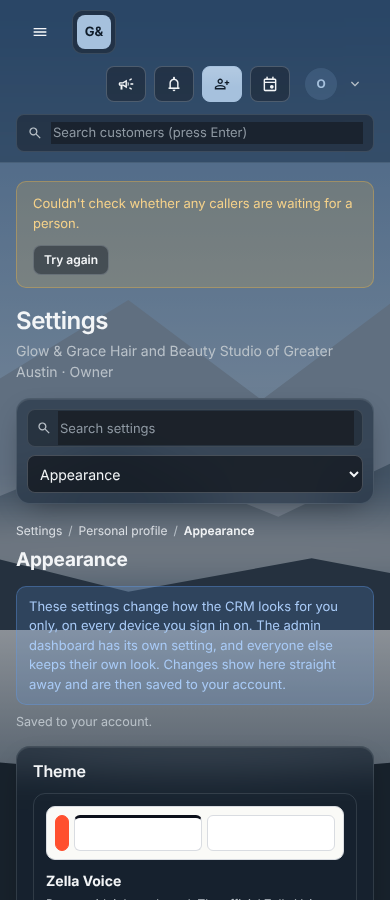 G&
O
Search customers (press Enter)
Couldn't check whether any callers are waiting for a
person.
Try again
Settings
Glow & Grace Hair and Beauty Studio of Greater
Austin · Owner
Search settings
Appearance
Settings / Personal profile / Appearance
Appearance
These settings change how the CRM looks for you
only, on every device you sign in on. The admin
dashboard has its own setting, and everyone else
keeps their own look. Changes show here straight
away and are then saved to your account.
Saved to your account.
Theme
Zella Voice